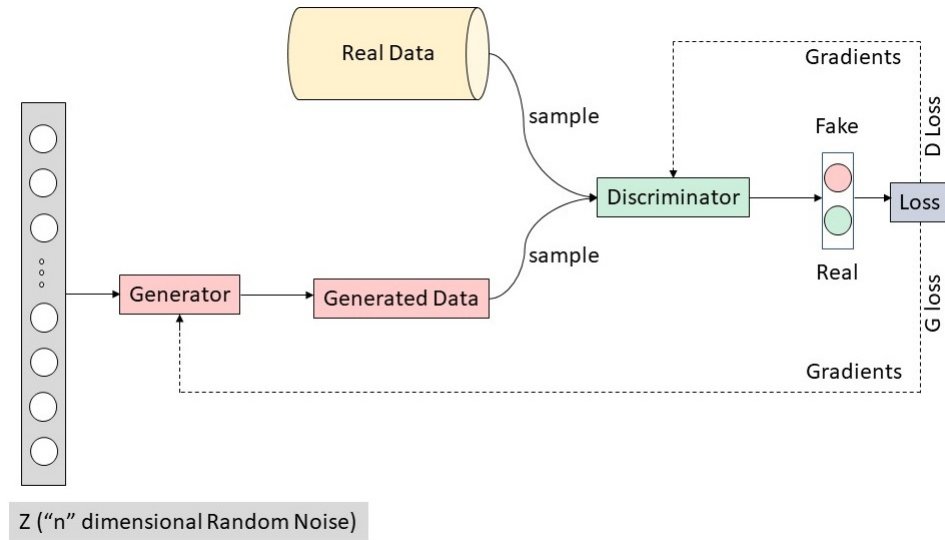 Real Data
Gradients
sample
Fake
D Loss
Discriminator
Loss
sample
Real
Generator
Generated Data
G loss
Gradients
Z (“n” dimensional Random Noise)